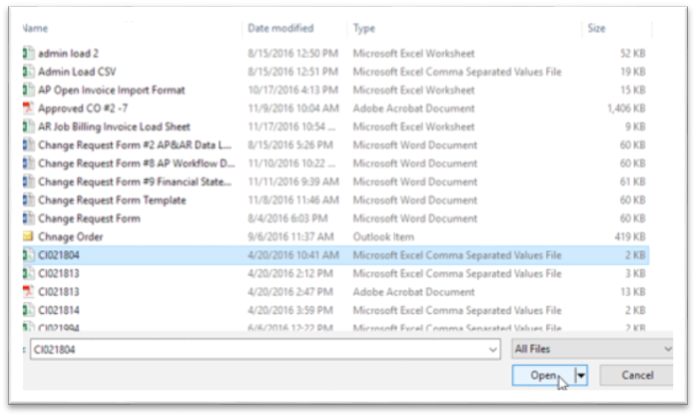 Name Date modified Type Size
admin load 2 8/15/2016 12:50 PM Microsoft Excel Worksheet 52 KB
Admin Load CSV 8/15/2016 12:51 PM Microsoft Excel Comma Separated Values File 19 KB
AP Open Invoice Import Format 10/17/2016 4:13 PM Microsoft Excel Worksheet 15 KB
Approved CO #2 -7 11/9/2016 10:04 AM Adobe Acrobat Document 1,406 KB
AR Job Billing Invoice Load Sheet 11/17/2016 10:54 ... Microsoft Excel Worksheet 9 KB
Change Request Form #2 AP&AR Data L... 8/15/2016 5:26 PM Microsoft Word Document 60 KB
Change Request Form #8 AP Workflow D... 11/10/2016 10:22 ... Microsoft Word Document 60 KB
Change Request Form #9 Financial State... 11/11/2016 9:39 AM Microsoft Word Document 61 KB
Change Request Form Template 11/8/2016 11:46 AM Microsoft Word Document 60 KB
Change Request Form 8/4/2016 6:03 PM Microsoft Word Document 60 KB
Chnage Order 9/6/2016 11:37 AM Outlook Item 419 KB
CI021804 4/20/2016 10:41 AM Microsoft Excel Comma Separated Values File 2 KB
CI021813 4/20/2016 2:12 PM Microsoft Excel Comma Separated Values File 3 KB
CI021813 4/20/2016 2:47 PM Adobe Acrobat Document 13 KB
CI021814 4/20/2016 3:59 PM Microsoft Excel Comma Separated Values File 2 KB
CI021994 6/6/2016 12:22 PM Microsoft Excel Comma Separated Values File 2 KB
CI021804 All Files
Open Cancel